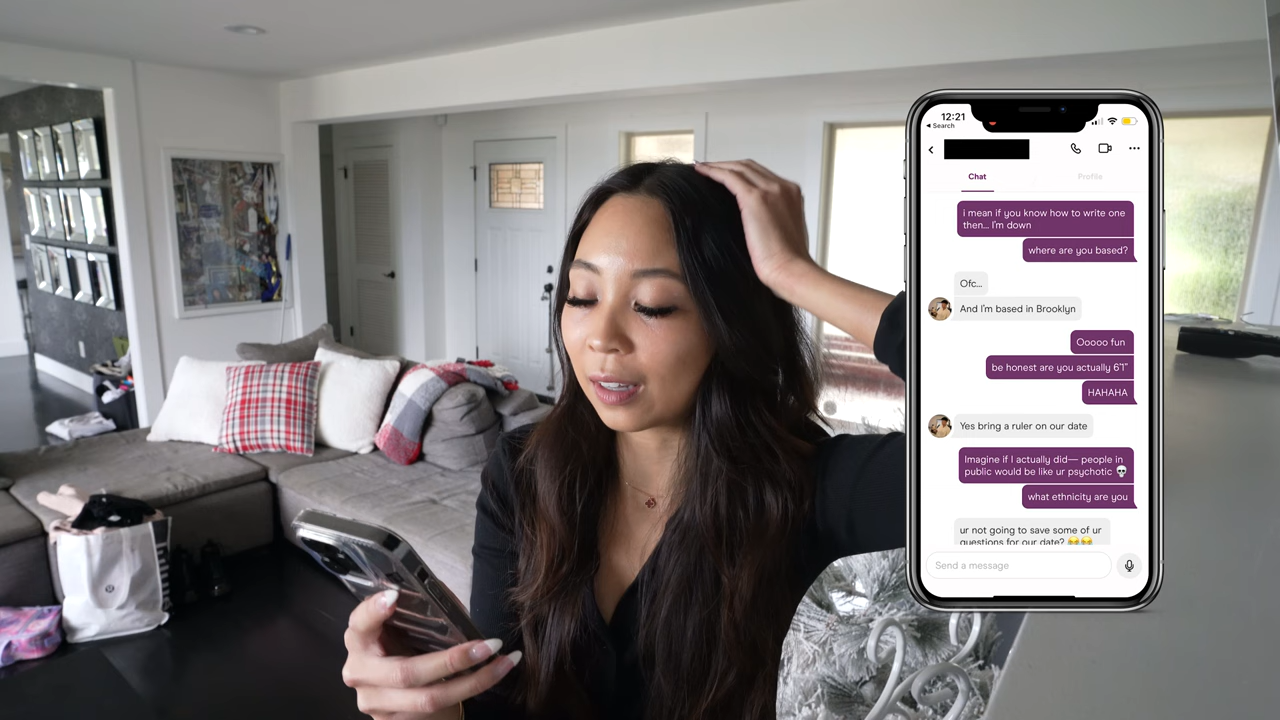 12:21
◀ Search
Chat
Profile
i mean if you know how to write one
then... I'm down
where are you based?
Ofc...
And I'm based in Brooklyn
Ooooo fun
be honest are you actually 6'1"
HAHAHA
Yes bring a ruler on our date
Imagine if I actually did— people in
public would be like ur psychotic 💀
what ethnicity are you
ur not going to save some of ur
questions for our date?
Send a message